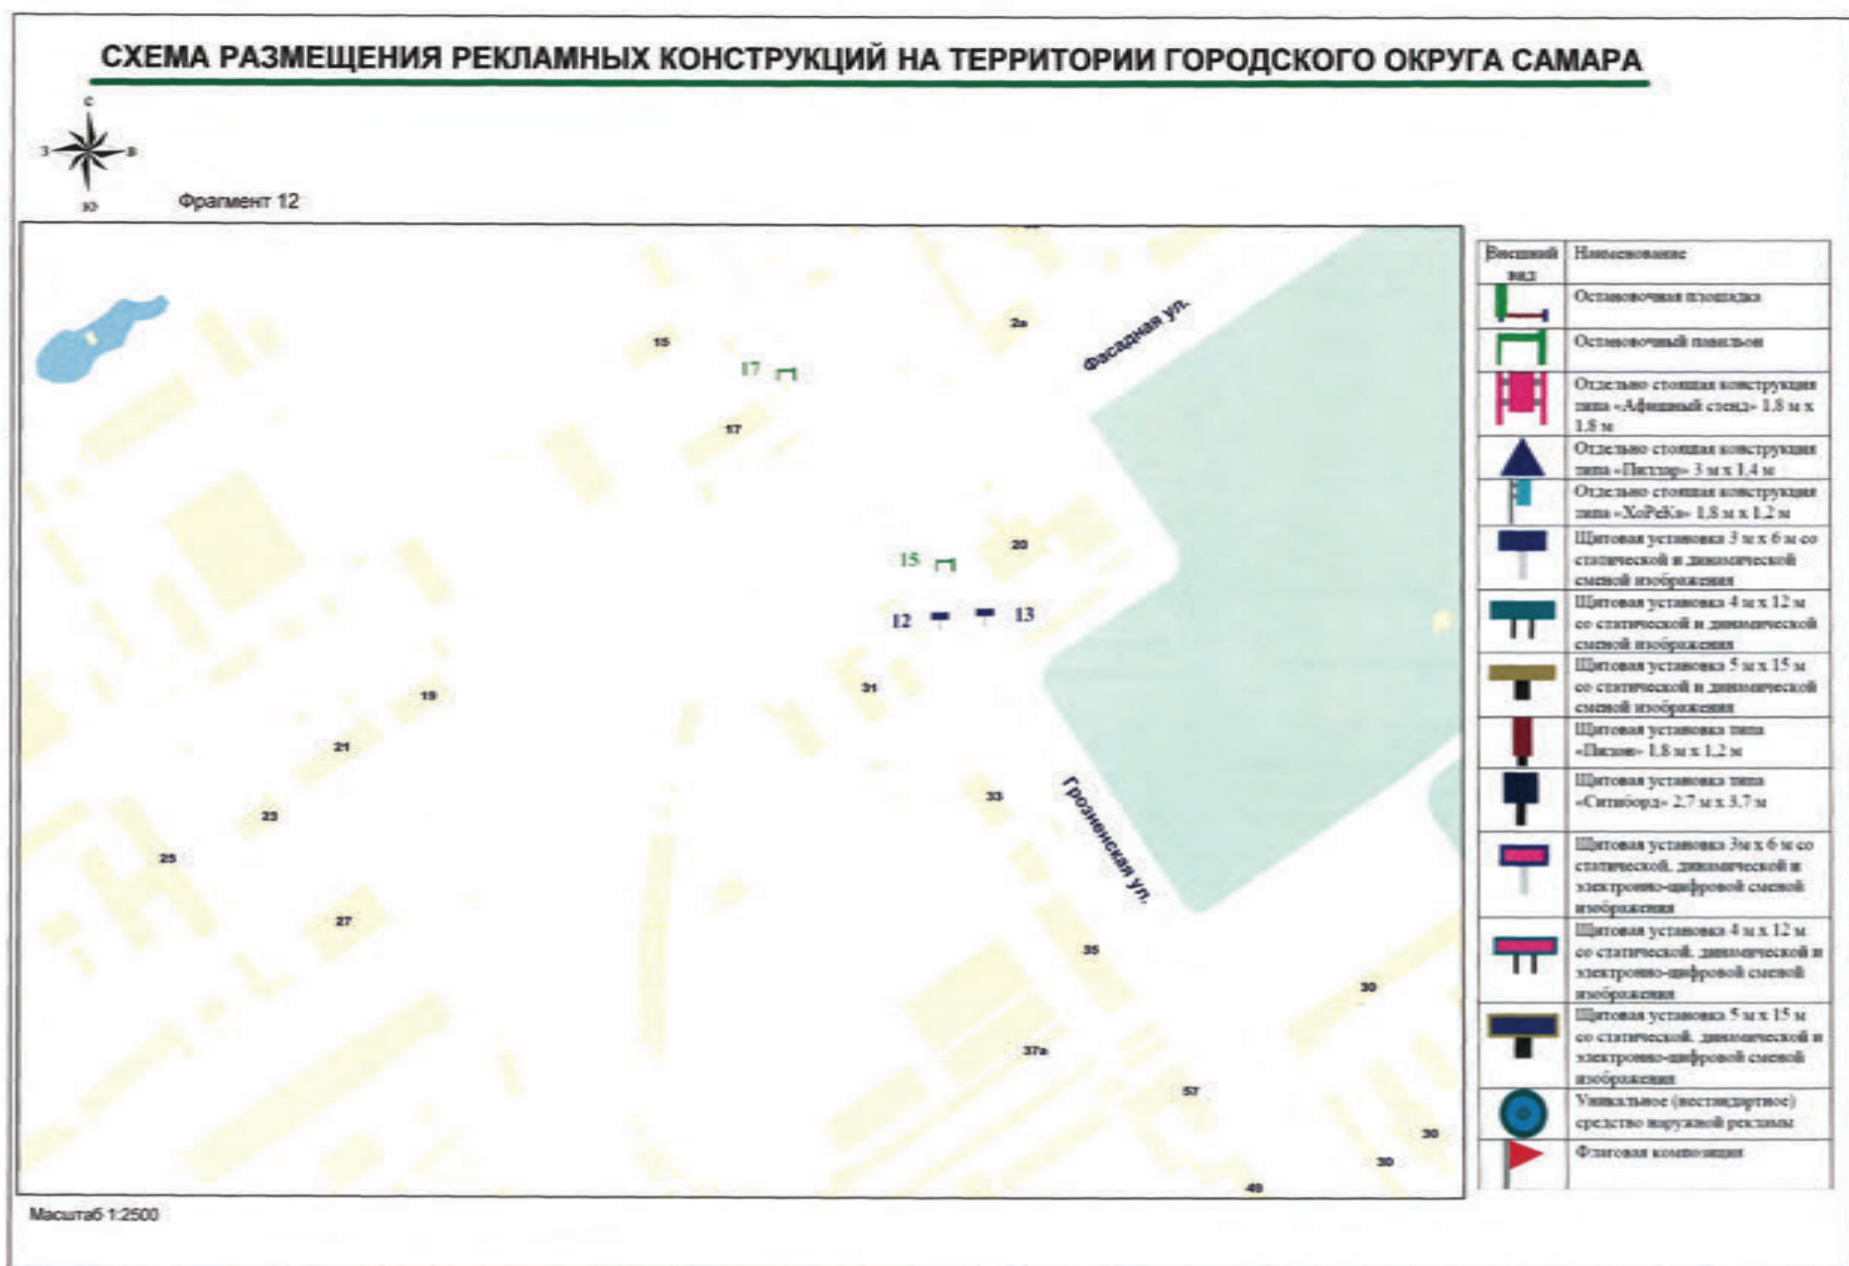 СХЕМА РАЗМЕЩЕНИЯ РЕКЛАМНЫХ КОНСТРУКЦИЙ НА ТЕРРИТОРИИ ГОРОДСКОГО ОКРУГА САМАРА
С
З В
Ю
Фрагмент 12
2а
Фасадная ул.
15
17
17
20
15
12 13
31
19
21
33
Грозненская ул.
23
25
27
35
30
37а
57
30
30
49
Масштаб 1:2500
Внешний вид
Наименование
Остановочная площадка
Остановочный павильон
Отдельно стоящая конструкция
типа «Афишный стенд» 1,8 м х
1,8 м
Отдельно стоящая конструкция
типа «Пиллар» 3 м х 1,4 м
Отдельно стоящая конструкция
типа «ХоРеКа» 1,8 м х 1,2 м
Щитовая установка 3 м х 6 м со
статической и динамической
сменой изображения
Щитовая установка 4 м х 12 м
со статической и динамической
сменой изображения
Щитовая установка 5 м х 15 м
со статической и динамической
сменой изображения
Щитовая установка типа
«Пилон» 1,8 м х 1,2 м
Щитовая установка типа
«Ситиборд» 2,7 м х 3,7 м
Щитовая установка 3м х 6 м со
статической, динамической и
электронно-цифровой сменой
изображения
Щитовая установка 4 м х 12 м
со статической, динамической и
электронно-цифровой сменой
изображения
Щитовая установка 5 м х 15 м
со статической, динамической и
электронно-цифровой сменой
изображения
Уникальное (нестандартное)
средство наружной рекламы
Флаговая композиция